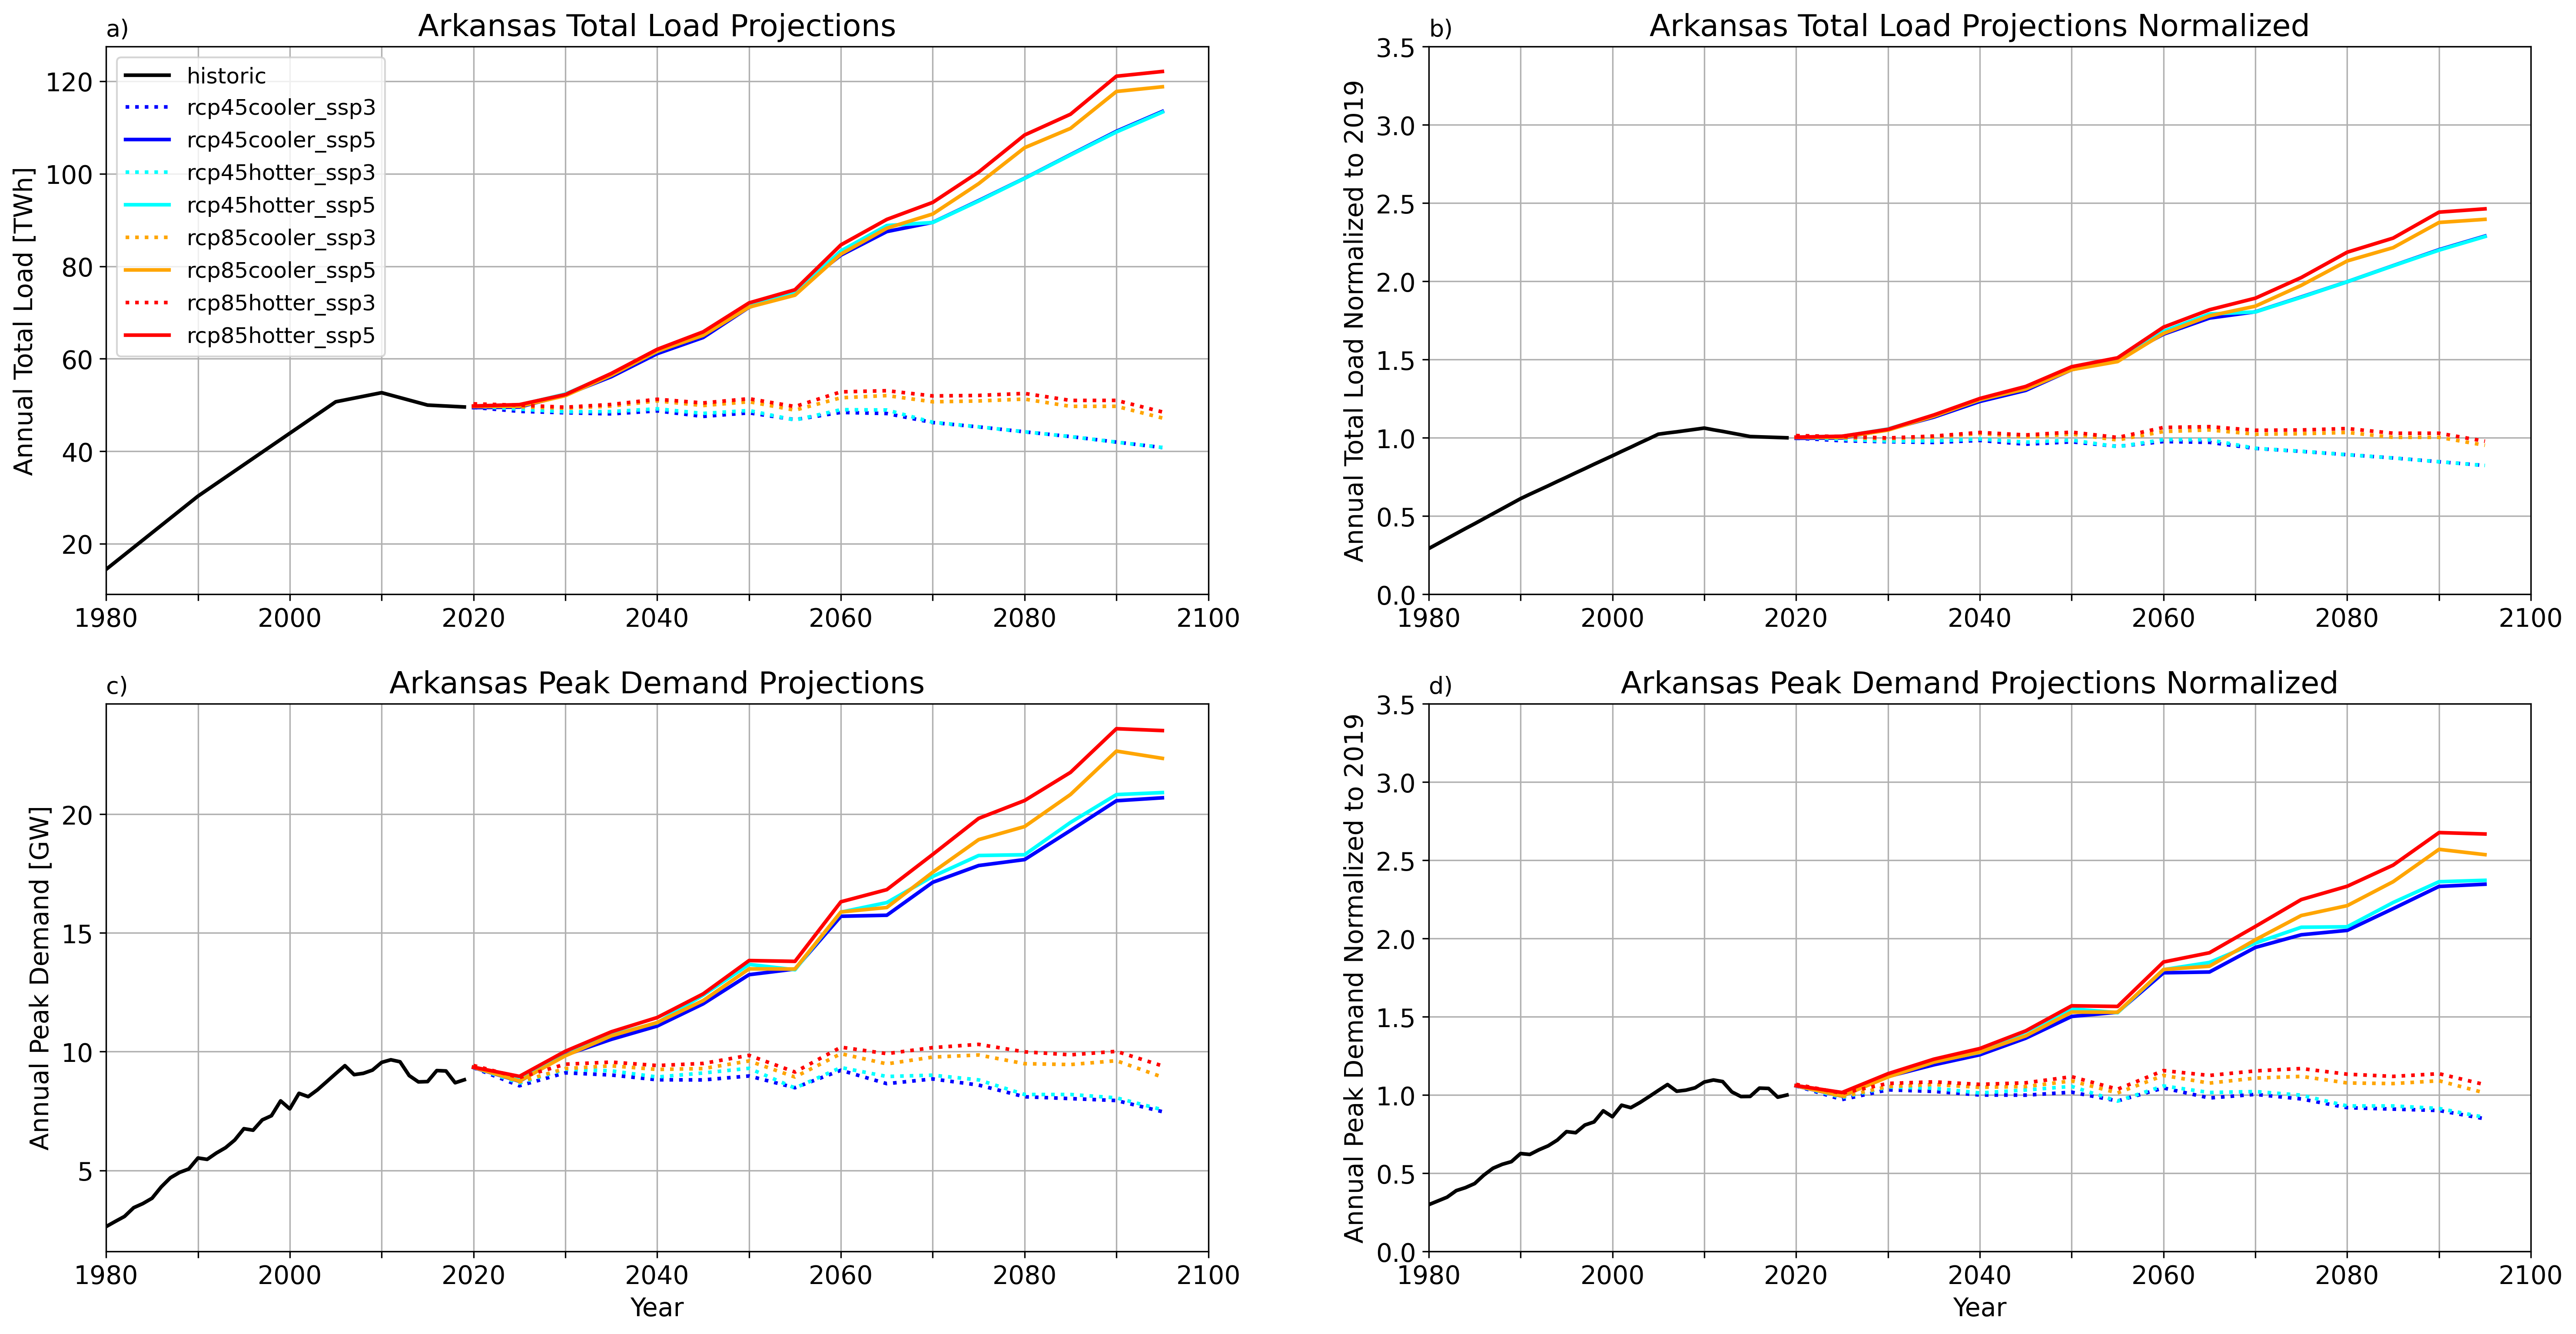 a)
Arkansas Total Load Projections
Annual Total Load [TWh]
120
100
80
60
40
20
historic
rcp45cooler_ssp3
rcp45cooler_ssp5
rcp45hotter_ssp3
rcp45hotter_ssp5
rcp85cooler_ssp3
rcp85cooler_ssp5
rcp85hotter_ssp3
rcp85hotter_ssp5
1980 2000 2020 2040 2060 2080 2100
b)
Arkansas Total Load Projections Normalized
Annual Total Load Normalized to 2019
3.5
3.0
2.5
2.0
1.5
1.0
0.5
0.0
1980 2000 2020 2040 2060 2080 2100
c)
Arkansas Peak Demand Projections
Annual Peak Demand [GW]
20
15
10
5
1980 2000 2020 2040 2060 2080 2100
Year
d)
Arkansas Peak Demand Projections Normalized
Annual Peak Demand Normalized to 2019
3.5
3.0
2.5
2.0
1.5
1.0
0.5
0.0
1980 2000 2020 2040 2060 2080 2100
Year